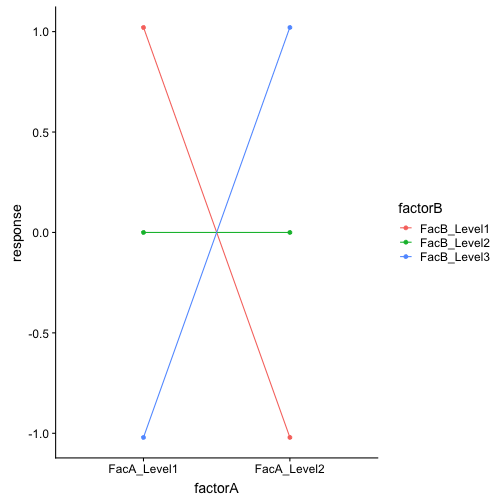 1.0
0.5
0.0
-0.5
-1.0
response
FacA_Level1 FacA_Level2
factorA
factorB
FacB_Level1
FacB_Level2
FacB_Level3